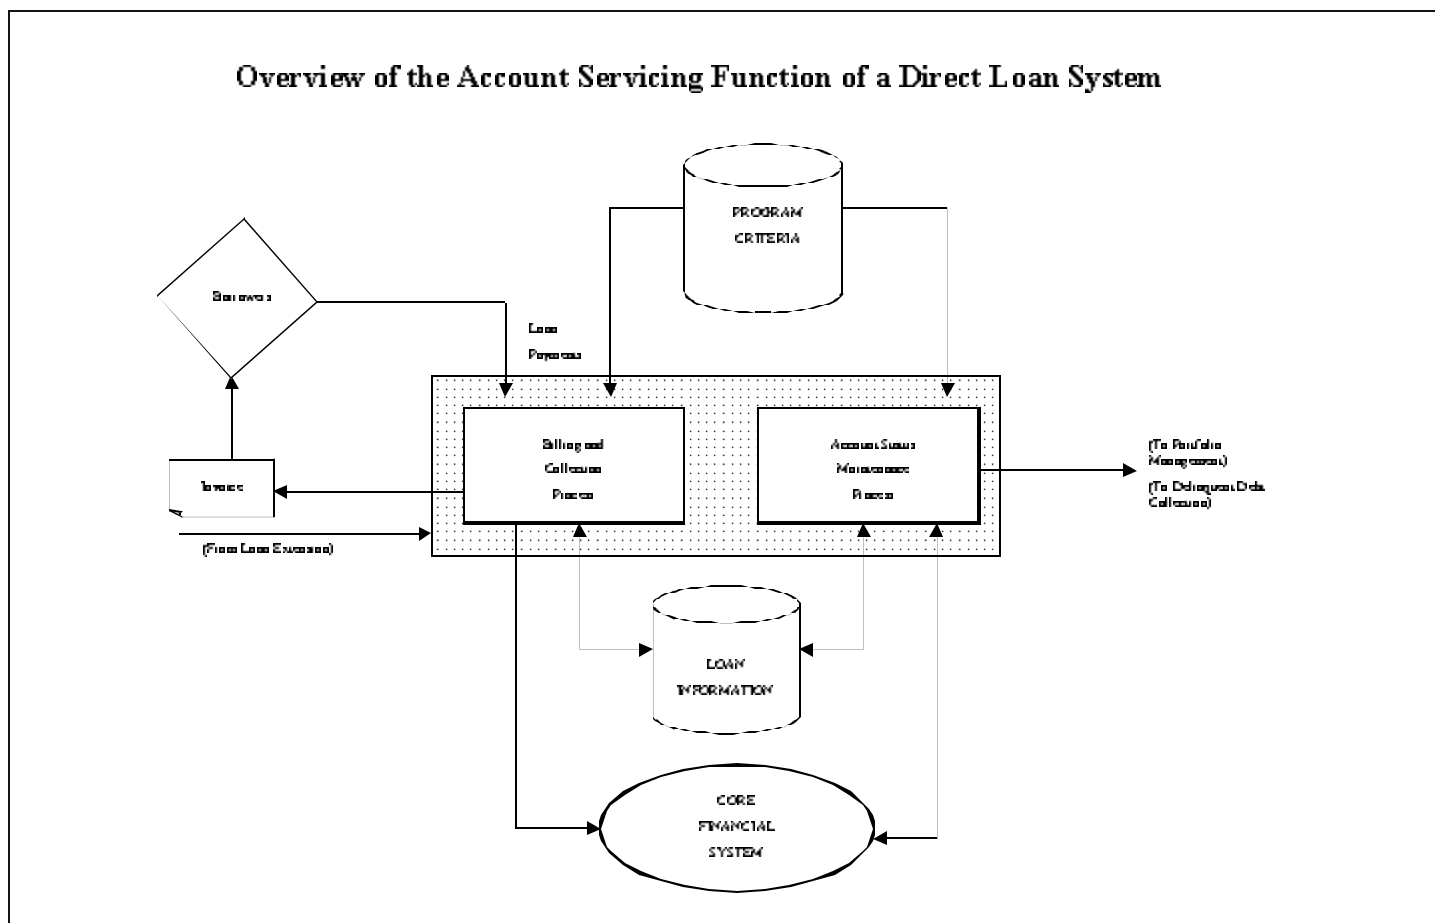 Overview of the Account Servicing Function of a Direct Loan System
PROGRAM
CRITERIA
Borrowers
Loan
Payments
Billing and
Collection
Process
Account Status
Maintenance
Process
(To Portfolio
Management)
(To Delinquent Debt
Collection)
Invoice
(From Loan Extension)
LOAN
INFORMATION
CORE
FINANCIAL
SYSTEM